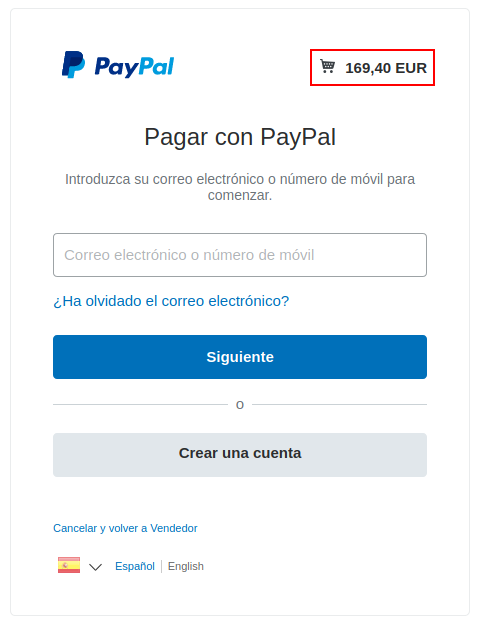 PayPal
169,40 EUR
Pagar con PayPal
Introduzca su correo electrónico o número de móvil para
comenzar.
Correo electrónico o número de móvil
¿Ha olvidado el correo electrónico?
Siguiente
o
Crear una cuenta
Cancelar y volver a Vendedor
Español English